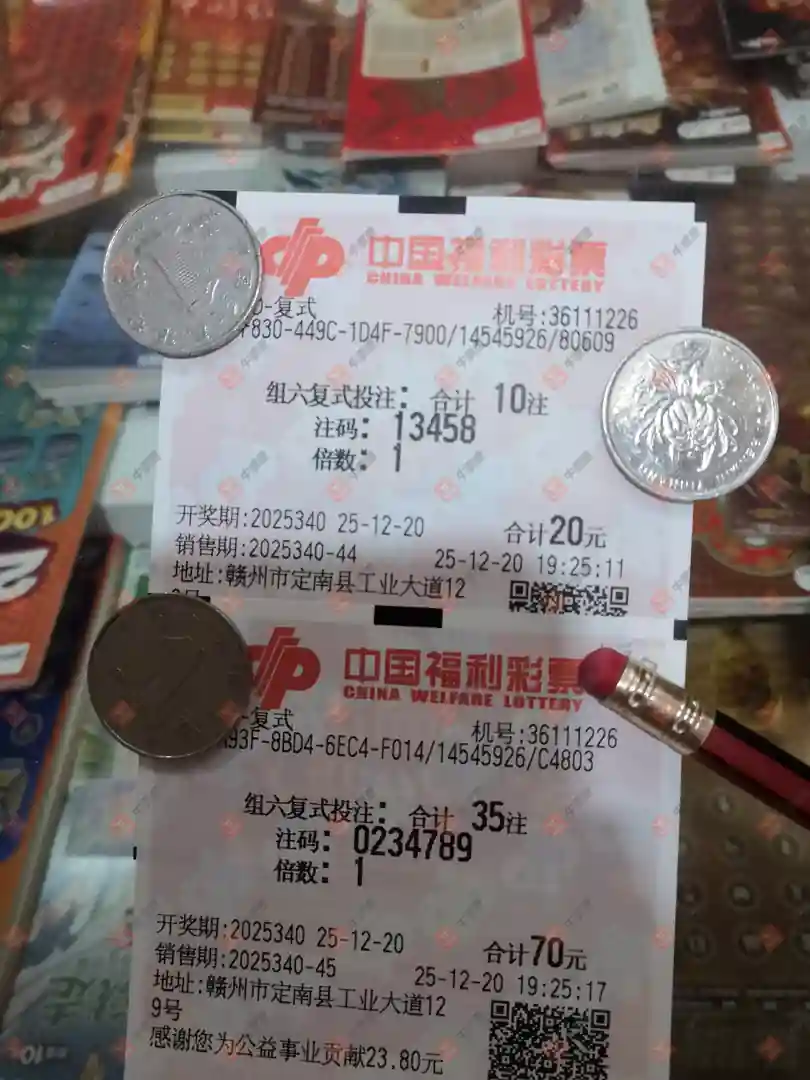 中国福利彩票
CHINA WELFARE LOTTERY
D-复式
机号:36111226
F830-449C-1D4F-7900/14545926/80609
组六复式投注: 合计 10注
注码: 13458
倍数: 1
开奖期:2025340 25-12-20
合计20元
销售期:2025340-44
25-12-20 19:25:11
地址:赣州市定南县工业大道12
中国福利彩票
CHINA WELFARE LOTTERY
-复式
机号:36111226
93F-8BD4-6EC4-F014/14545926/C4803
组六复式投注: 合计 35注
注码: 0234789
倍数: 1
开奖期:2025340 25-12-20
合计70元
销售期:2025340-45
25-12-20 19:25:17
地址:赣州市定南县工业大道12
9号
感谢您为公益事业贡献23.80元